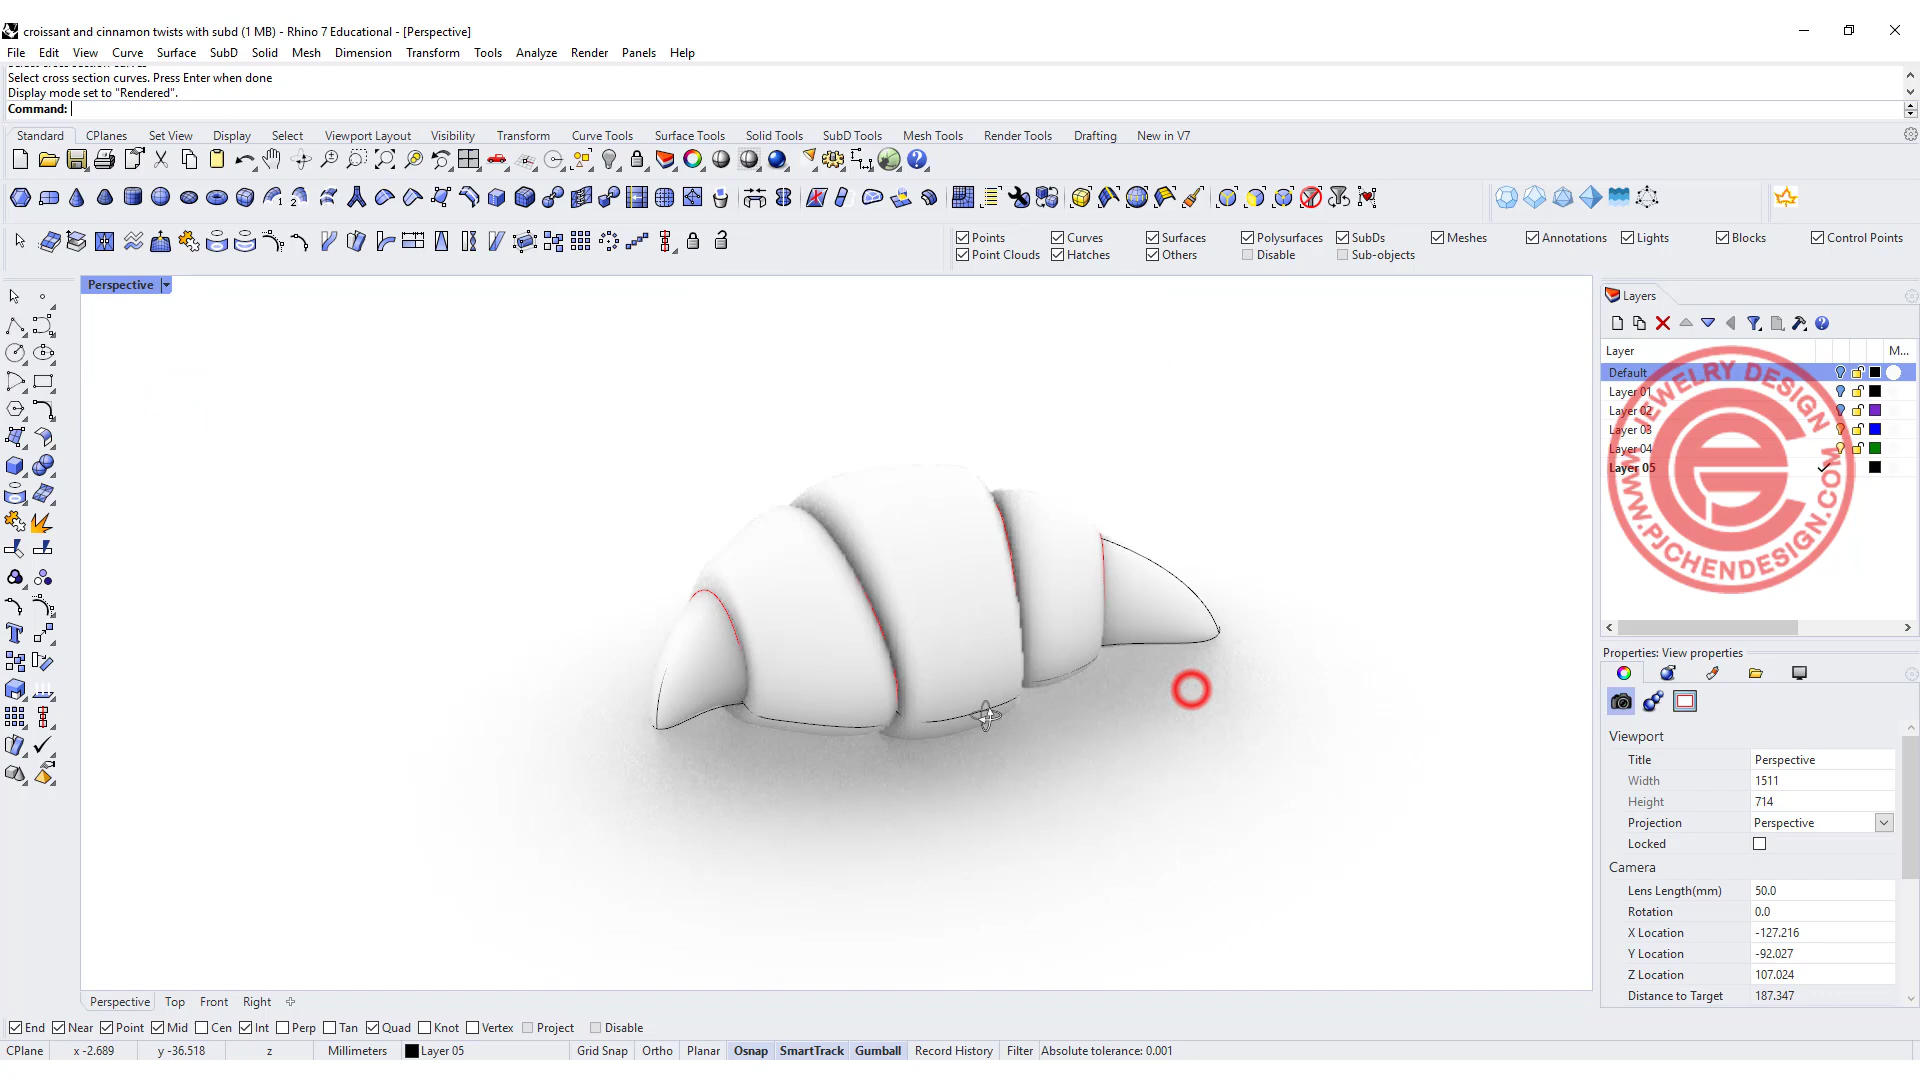 croissant and cinnamon twists with subd (1 MB) - Rhino 7 Educational - [Perspective]
File Edit View Curve Surface SubD Solid Mesh Dimension Transform Tools Analyze Render Panels Help
Select cross section curves. Press Enter when done
Display mode set to "Rendered".
Command:
Standard CPlanes Set View Display Select Viewport Layout Visibility Transform Curve Tools Surface Tools Solid Tools SubD Tools Mesh Tools Render Tools Drafting New in V7
Points Curves Surfaces Polysurfaces SubDs Meshes Annotations Lights Blocks Control Points
Point Clouds Hatches Others Disable Sub-objects
Perspective
Layers
Layer M...
Default
Layer 01
Layer 02
Layer 03
Layer 04
Layer 05
JEWELRY DESIGN
WWW.PJCHENDESIGN.COM
Properties: View properties
Viewport
Title Perspective
Width 1511
Height 714
Projection Perspective
Locked
Camera
Lens Length(mm) 50.0
Rotation 0.0
X Location -127.216
Y Location -92.027
Z Location 107.024
Distance to Target 187.347
Perspective Top Front Right
End Near Point Mid Cen Int Perp Tan Quad Knot Vertex Project Disable
CPlane x -2.689 y -36.518 z Millimeters Layer 05 Grid Snap Ortho Planar Osnap SmartTrack Gumball Record History Filter Absolute tolerance: 0.001